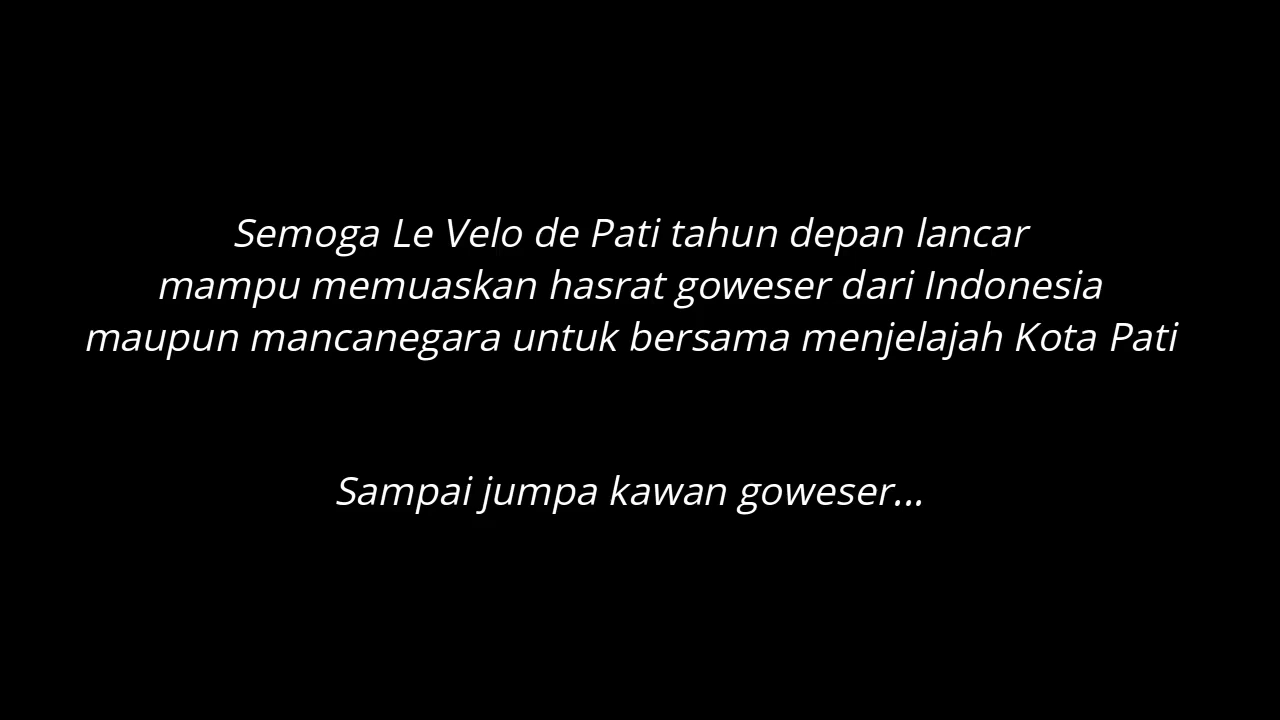 Semoga Le Velo de Pati tahun depan lancar
mampu memuaskan hasrat goweser dari Indonesia
maupun mancanegara untuk bersama menjelajah Kota Pati
Sampai jumpa kawan goweser...